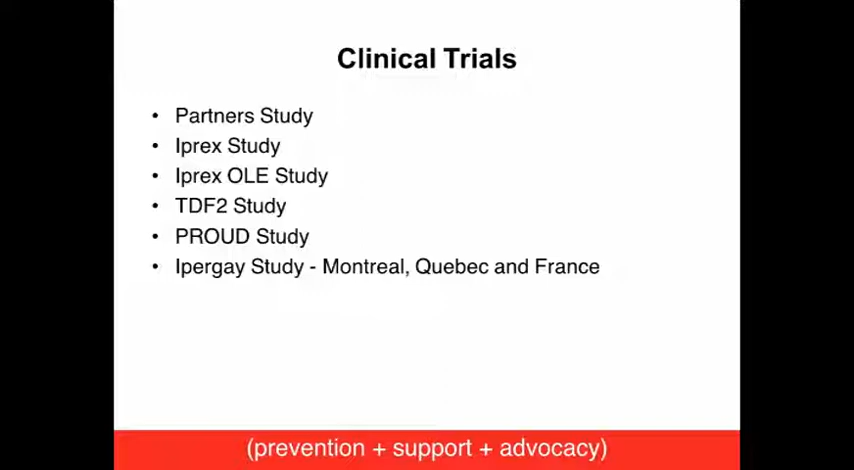 Clinical Trials
• Partners Study
• Iprex Study
• Iprex OLE Study
• TDF2 Study
• PROUD Study
• Ipergay Study - Montreal, Quebec and France
(prevention + support + advocacy)